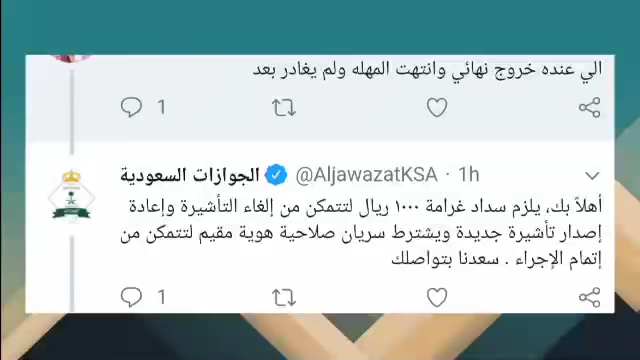 الي عنده خروج نهائي وانتهت المهله ولم يغادر بعد
1
الجوازات السعودية @AljawazatKSA · 1h
أهلاً بك، يلزم سداد غرامة ١٠٠٠ ريال لتتمكن من إلغاء التأشيرة وإعادة
إصدار تأشيرة جديدة ويشترط سريان صلاحية هوية مقيم لتتمكن من
إتمام الإجراء . سعدنا بتواصلك
1